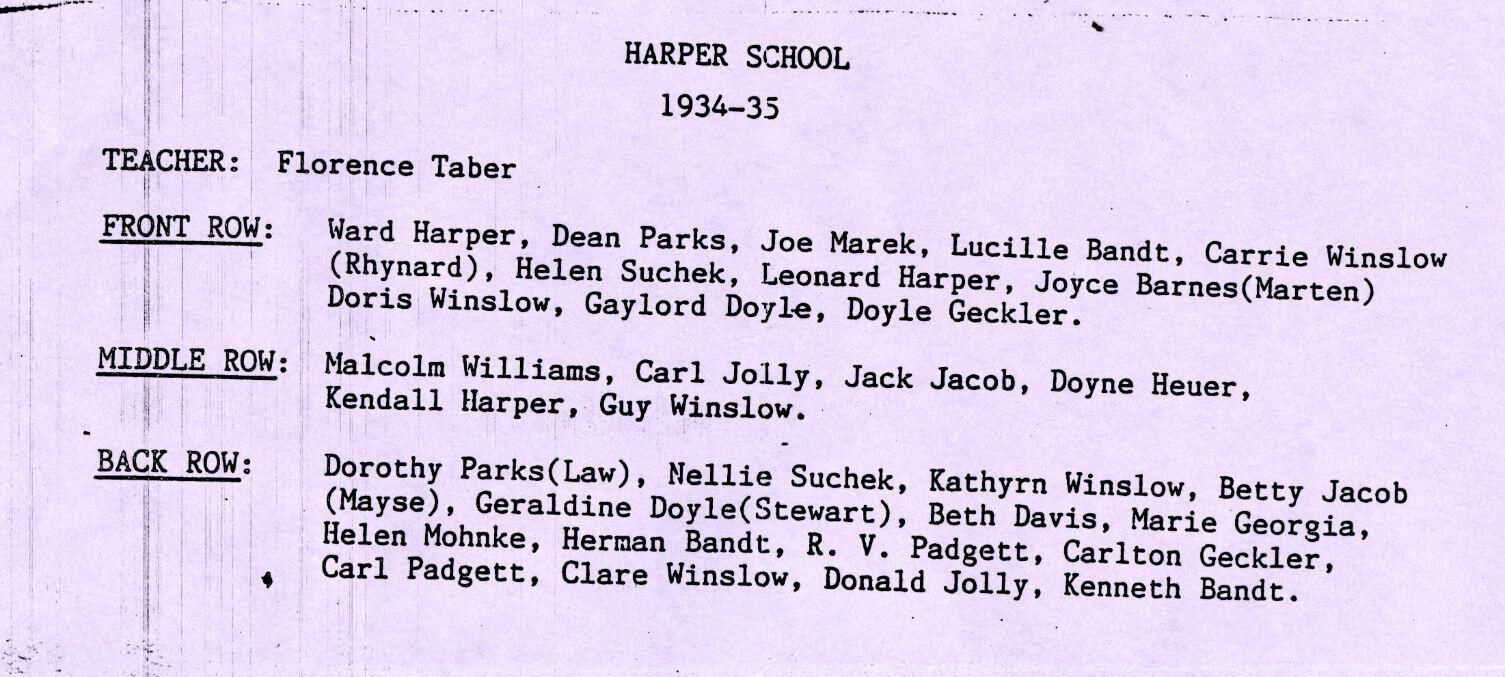 HARPER SCHOOL
1934-35
TEACHER: Florence Taber
FRONT ROW: Ward Harper, Dean Parks, Joe Marek, Lucille Bandt, Carrie Winslow
(Rhynard), Helen Suchek, Leonard Harper, Joyce Barnes(Marten)
Doris Winslow, Gaylord Doyle, Doyle Geckler.
MIDDLE ROW: Malcolm Williams, Carl Jolly, Jack Jacob, Doyne Heuer,
Kendall Harper, Guy Winslow.
BACK ROW: Dorothy Parks(Law), Nellie Suchek, Kathyrn Winslow, Betty Jacob
(Mayse), Geraldine Doyle(Stewart), Beth Davis, Marie Georgia,
Helen Mohnke, Herman Bandt, R. V. Padgett, Carlton Geckler,
Carl Padgett, Clare Winslow, Donald Jolly, Kenneth Bandt.